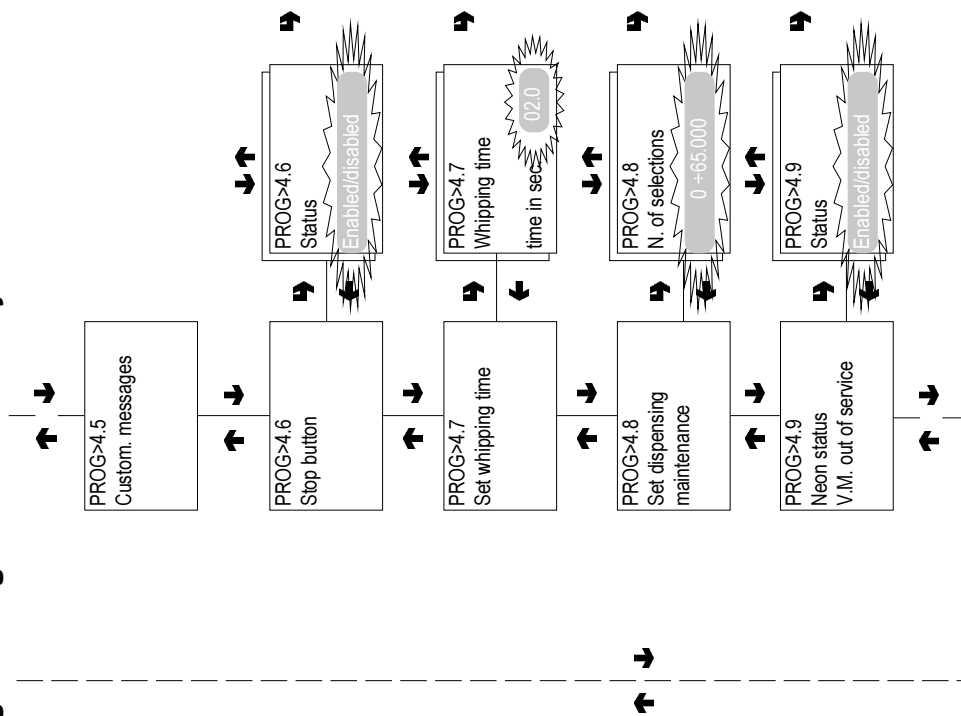 PROG>4.5
Custom. messages
PROG>4.6
Stop button
PROG>4.6
Status
Enabled/disabled
PROG>4.7
Set whipping time
PROG>4.7
Whipping time
time in sec.
02.0
PROG>4.8
Set dispensing
maintenance
PROG>4.8
N. of selections
0 ÷65.000
PROG>4.9
Neon status
V.M. out of service
PROG>4.9
Status
Enabled/disabled